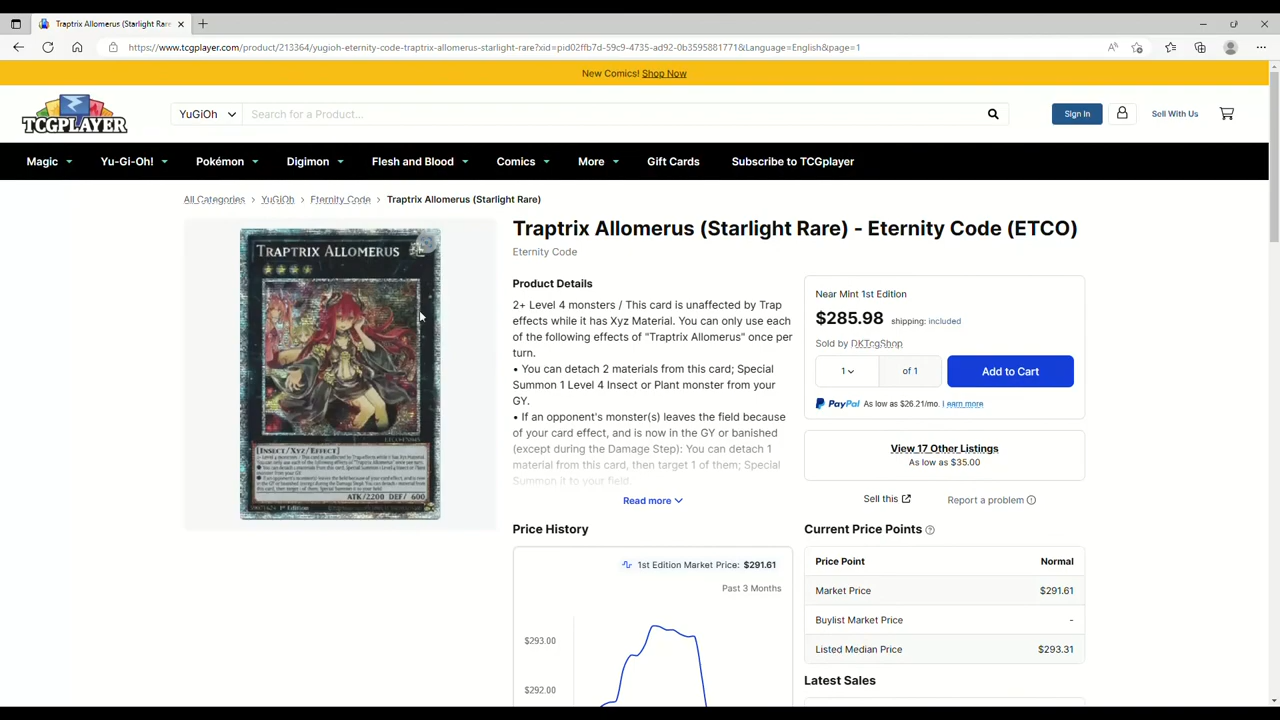 Traptrix Allomerus (Starlight Rare
https://www.tcgplayer.com/product/213364/yugioh-eternity-code-traptrix-allomerus-starlight-rare?xid=pid02ffb7d-59c9-4735-ad92-0b3595881771&Language=English&page=1
New Comics! Shop Now
TCGPLAYER
YuGiOh
Search for a Product...
Sign In
Sell With Us
Magic
Yu-Gi-Oh!
Pokémon
Digimon
Flesh and Blood
Comics
More
Gift Cards
Subscribe to TCGplayer
All Categories > YuGiOh > Eternity Code > Traptrix Allomerus (Starlight Rare)
TRAPTRIX ALLOMERUS
[INSECT/XYZ/EFFECT]
ATK/2200 DEF/ 600
1st Edition
Traptrix Allomerus (Starlight Rare) - Eternity Code (ETCO)
Eternity Code
Product Details
2+ Level 4 monsters / This card is unaffected by Trap
effects while it has Xyz Material. You can only use each
of the following effects of "Traptrix Allomerus" once per
turn.
• You can detach 2 materials from this card; Special
Summon 1 Level 4 Insect or Plant monster from your
GY.
• If an opponent's monster(s) leaves the field because
of your card effect, and is now in the GY or banished
(except during the Damage Step): You can detach 1
material from this card, then target 1 of them; Special
Summon it to your field.
Read more
Near Mint 1st Edition
$285.98 shipping: included
Sold by DKTcgShop
1 of 1
Add to Cart
PayPal As low as $26.21/mo. Learn more
View 17 Other Listings
As low as $35.00
Sell this
Report a problem
Price History
1st Edition Market Price: $291.61
Past 3 Months
$293.00
$292.00
Current Price Points
Price Point Normal
Market Price $291.61
Buylist Market Price -
Listed Median Price $293.31
Latest Sales